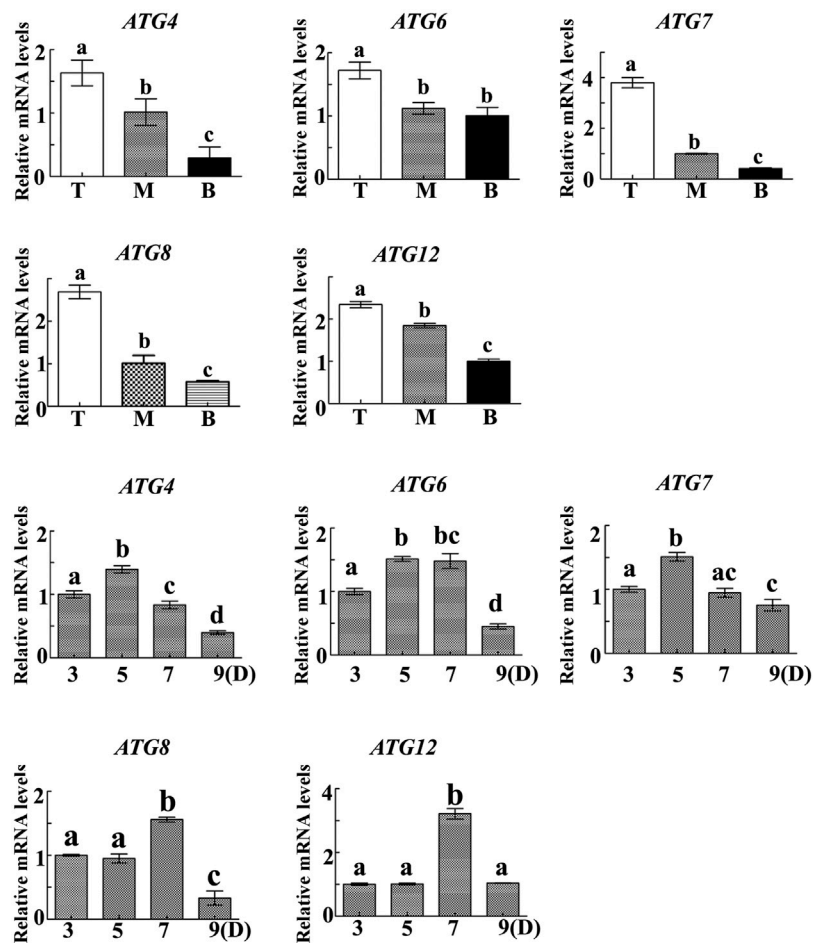 ATG4
Relative mRNA levels
2
1
0
a
b
c
T M B
ATG6
Relative mRNA levels
2
1
0
a
b
b
T M B
ATG7
Relative mRNA levels
4
2
0
a
b
c
T M B
ATG8
Relative mRNA levels
2
1
0
a
b
c
T M B
ATG12
Relative mRNA levels
2
1
0
a
b
c
T M B
ATG4
Relative mRNA levels
2
1
0
a
b
c
d
3 5 7 9(D)
ATG6
Relative mRNA levels
2
1
0
a
b
bc
d
3 5 7 9(D)
ATG7
Relative mRNA levels
2
1
0
a
b
ac
c
3 5 7 9(D)
ATG8
Relative mRNA levels
2
1
0
a
a
b
c
3 5 7 9(D)
ATG12
Relative mRNA levels
4
2
0
a
a
b
a
3 5 7 9(D)